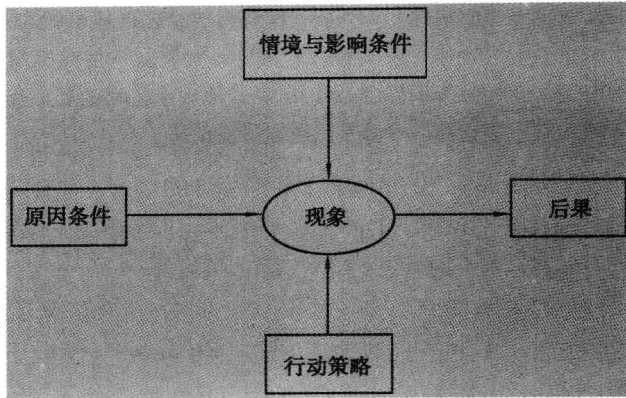 情境与影响条件
原因条件
现象
后果
行动策略